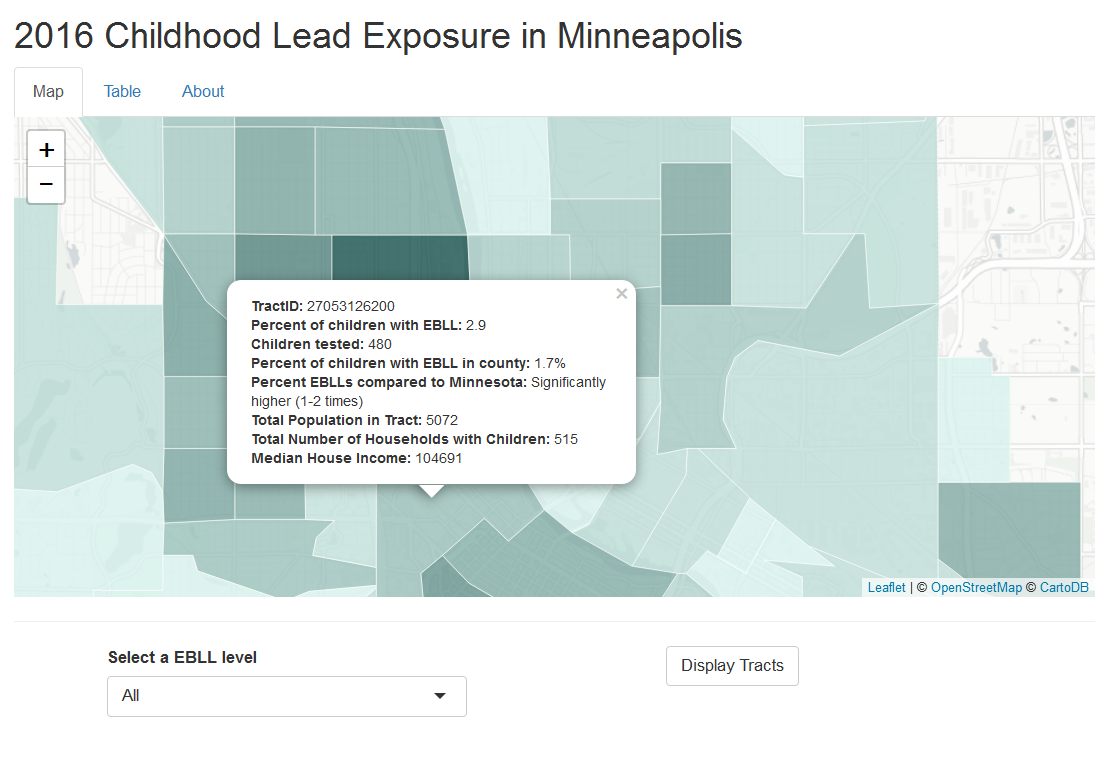 2016 Childhood Lead Exposure in Minneapolis
Map Table About
+
−
×
TractID: 27053126200
Percent of children with EBLL: 2.9
Children tested: 480
Percent of children with EBLL in county: 1.7%
Percent EBLLs compared to Minnesota: Significantly
higher (1-2 times)
Total Population in Tract: 5072
Total Number of Households with Children: 515
Median House Income: 104691
Leaflet | © OpenStreetMap © CartoDB
Select a EBLL level
All
Display Tracts